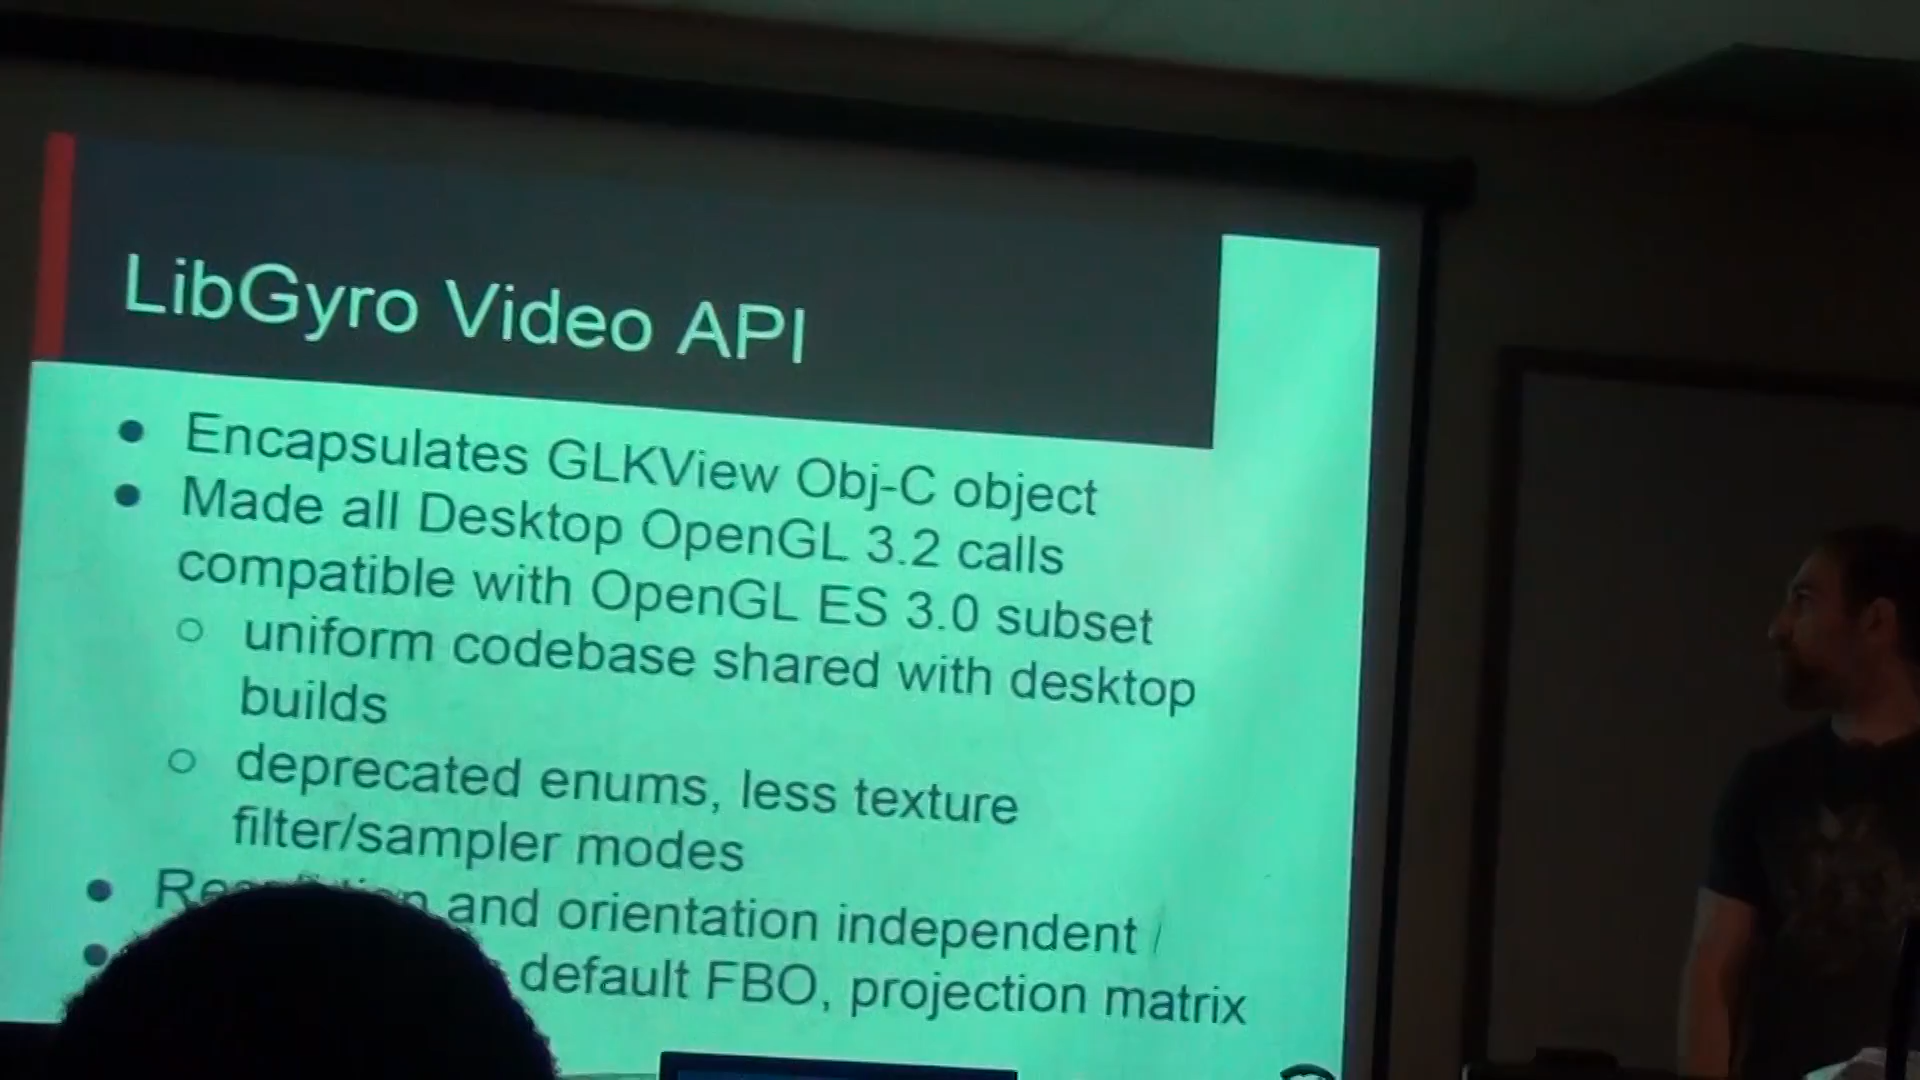 LibGyro Video API
● Encapsulates GLKView Obj-C object
● Made all Desktop OpenGL 3.2 calls
compatible with OpenGL ES 3.0 subset
○ uniform codebase shared with desktop
builds
○ deprecated enums, less texture
filter/sampler modes
● and orientation independent /
● default FBO, projection matrix